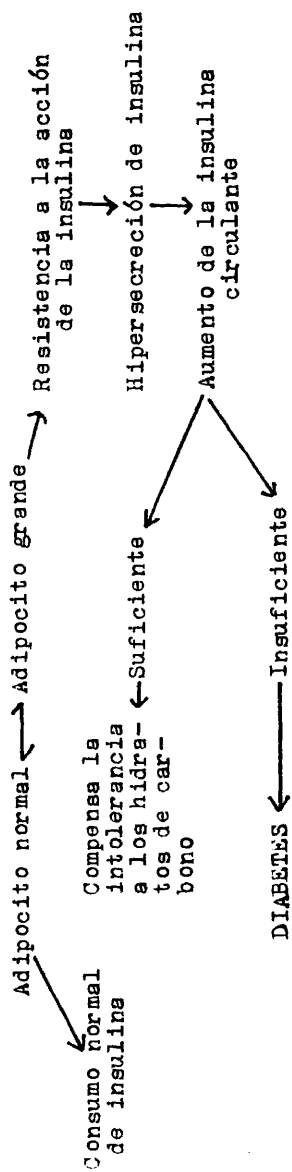 Adipocito normal
Adipocito grande
Consumo normal
de insulina
Resistencia a la acción
de la insulina
Hipersecreción de insulina
Aumento de la insulina
circulante
Suficiente
Compensa la
intolerancia
a los hidra-
tos de car-
bono
Insuficiente
DIABETES